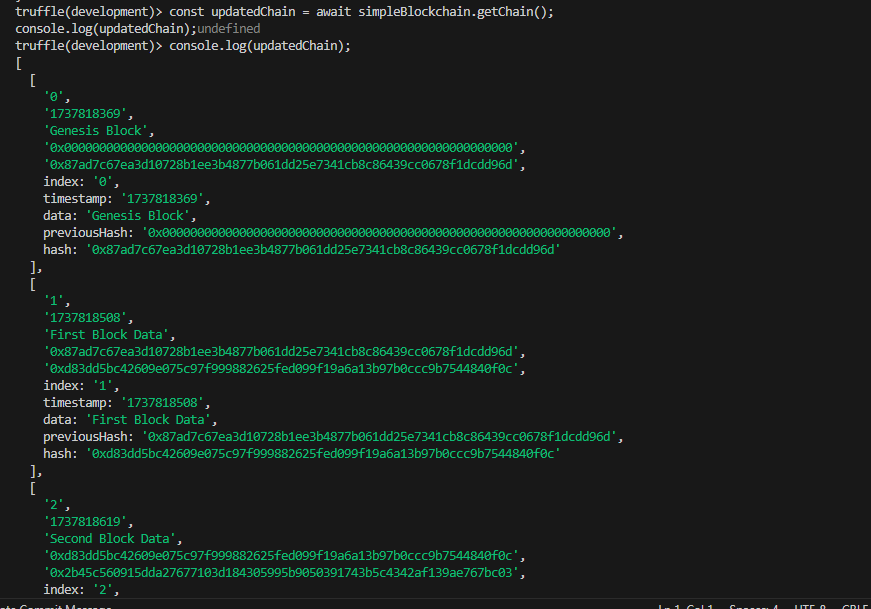 truffle(development)> const updatedChain = await simpleBlockchain.getChain();
console.log(updatedChain);undefined
truffle(development)> console.log(updatedChain);
[
[
'0',
'1737818369',
'Genesis Block',
'0x0000000000000000000000000000000000000000000000000000000000000000',
'0x87ad7c67ea3d10728b1ee3b4877b061dd25e7341cb8c86439cc0678f1dcdd96d',
index: '0',
timestamp: '1737818369',
data: 'Genesis Block',
previousHash: '0x0000000000000000000000000000000000000000000000000000000000000000',
hash: '0x87ad7c67ea3d10728b1ee3b4877b061dd25e7341cb8c86439cc0678f1dcdd96d'
],
[
'1',
'1737818508',
'First Block Data',
'0x87ad7c67ea3d10728b1ee3b4877b061dd25e7341cb8c86439cc0678f1dcdd96d',
'0xd83dd5bc42609e075c97f999882625fed099f19a6a13b97b0ccc9b7544840f0c',
index: '1',
timestamp: '1737818508',
data: 'First Block Data',
previousHash: '0x87ad7c67ea3d10728b1ee3b4877b061dd25e7341cb8c86439cc0678f1dcdd96d',
hash: '0xd83dd5bc42609e075c97f999882625fed099f19a6a13b97b0ccc9b7544840f0c'
],
[
'2',
'1737818619',
'Second Block Data',
'0xd83dd5bc42609e075c97f999882625fed099f19a6a13b97b0ccc9b7544840f0c',
'0x2b45c560915dda27677103d184305995b9050391743b5c4342af139ae767bc03',
index: '2',